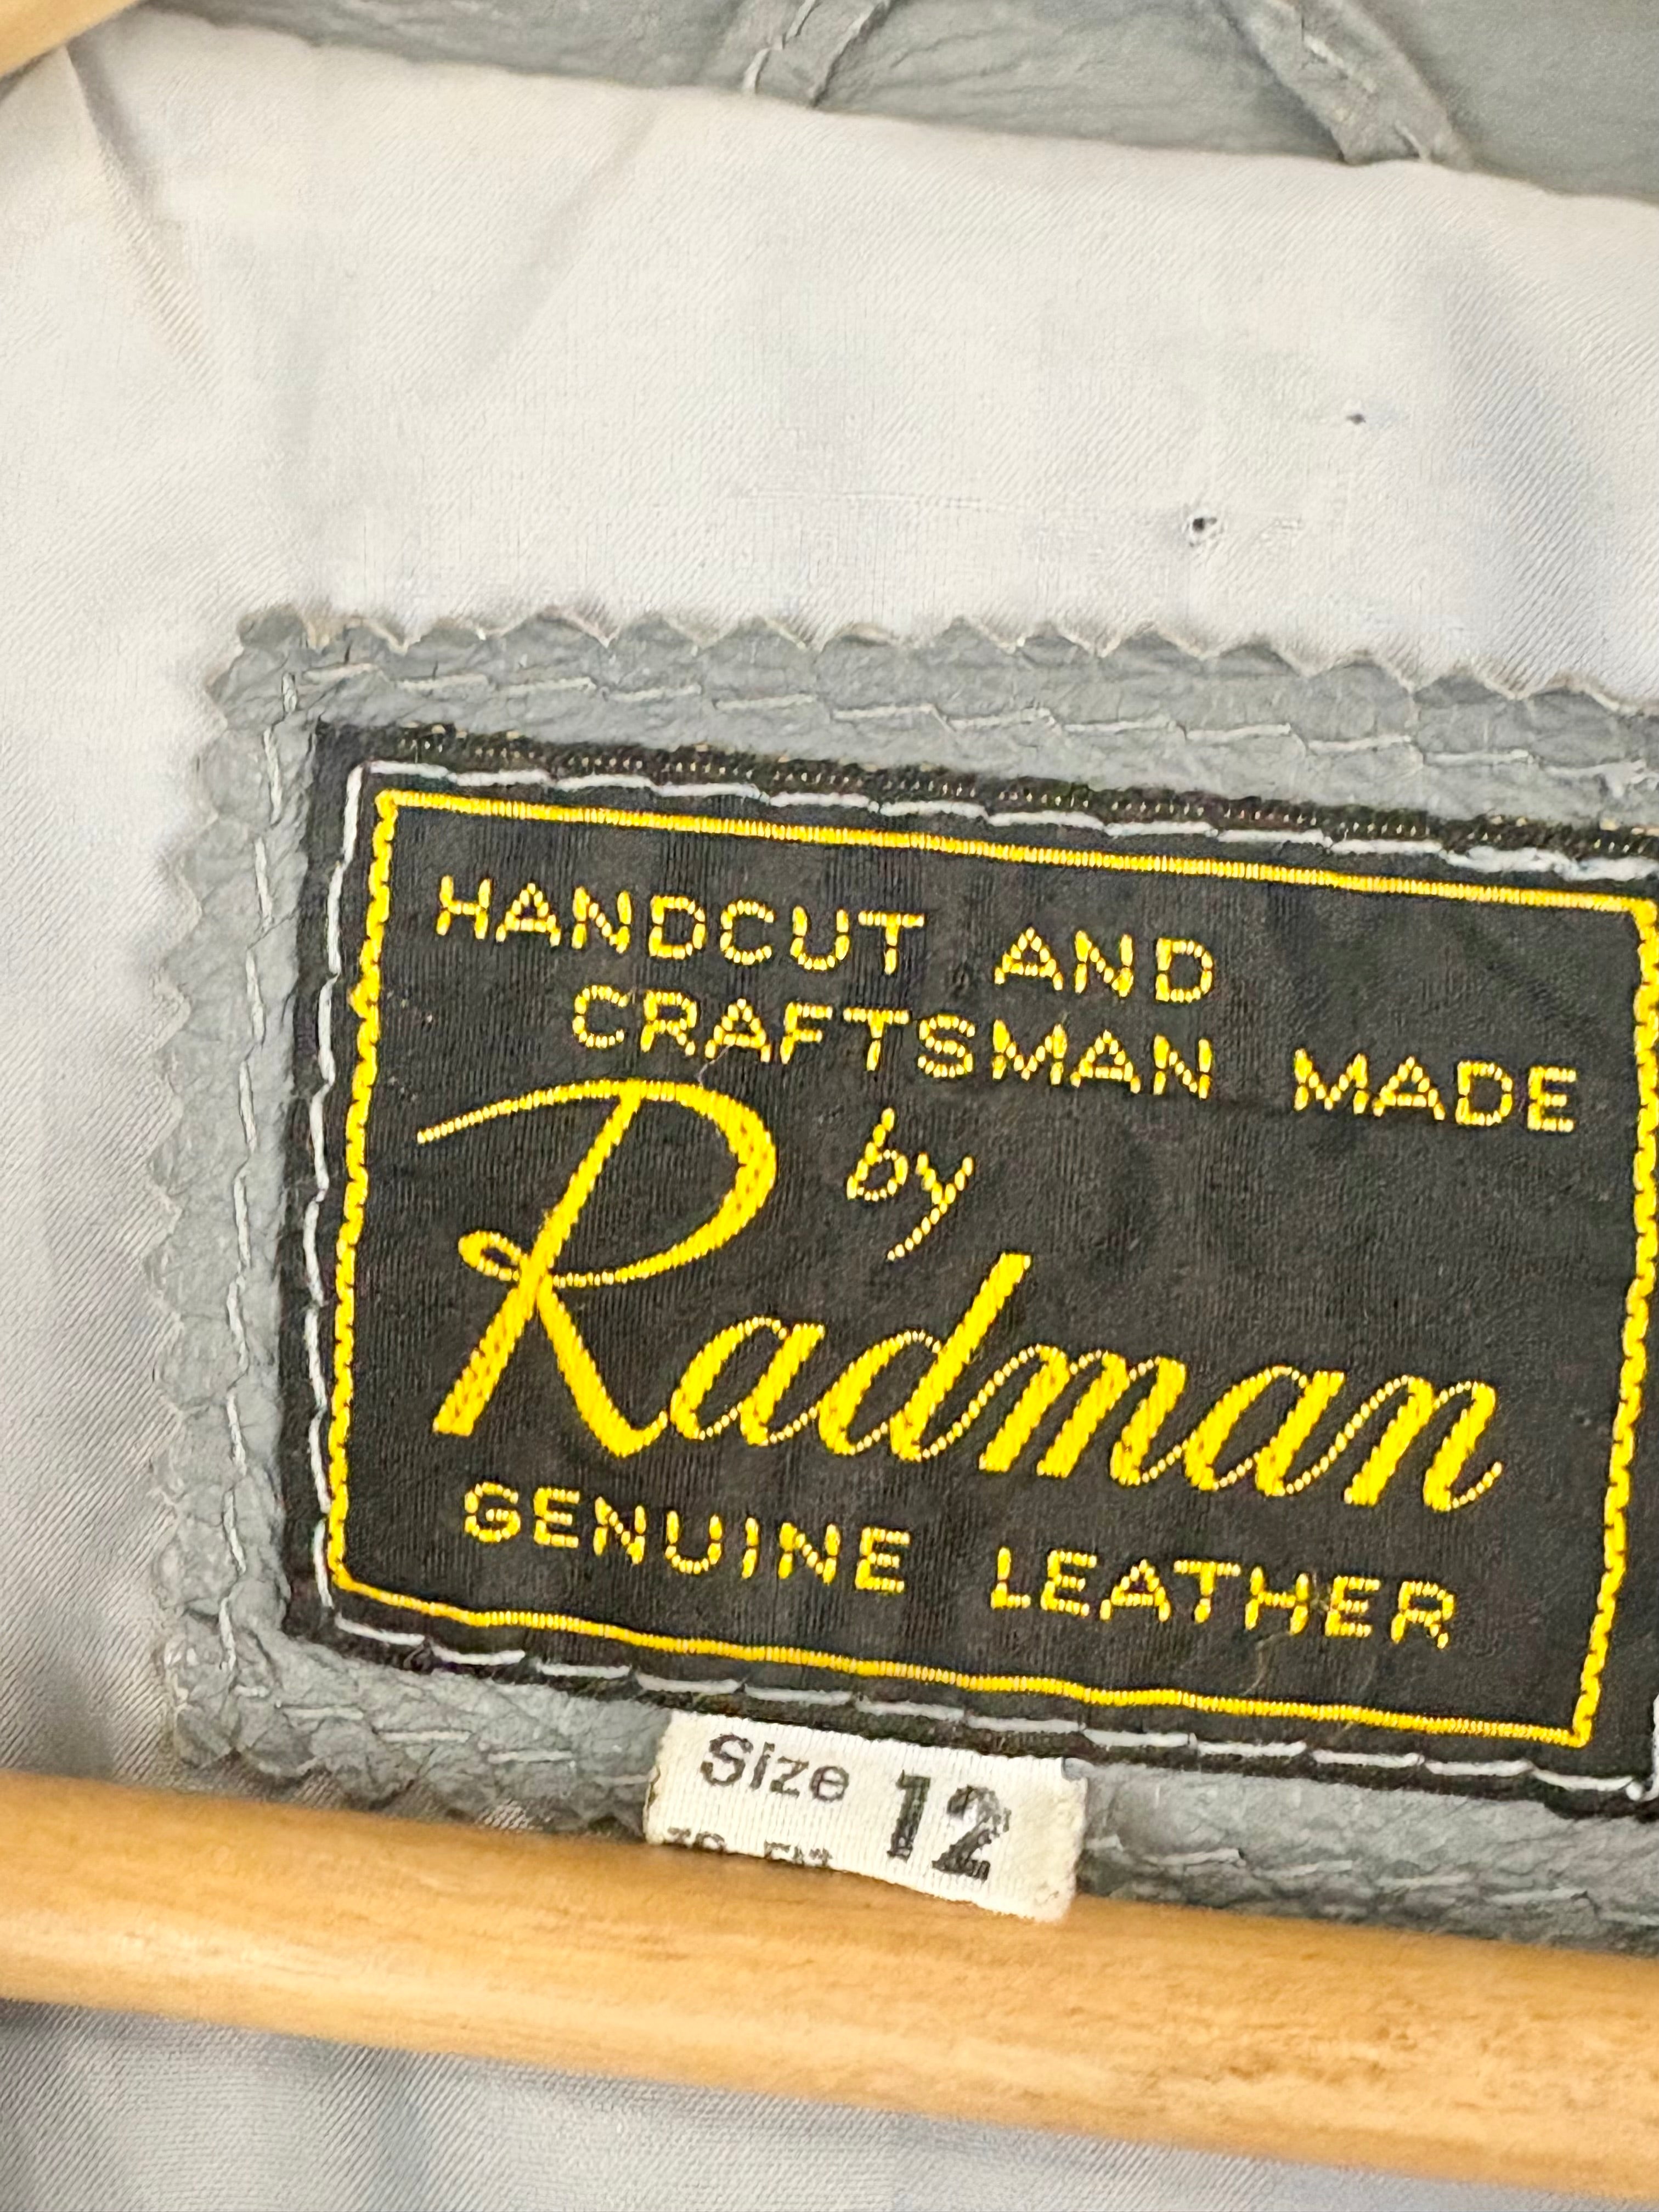 HANDCUT AND
CRAFTSMAN MADE
by
Radman
GENUINE LEATHER
Size 12